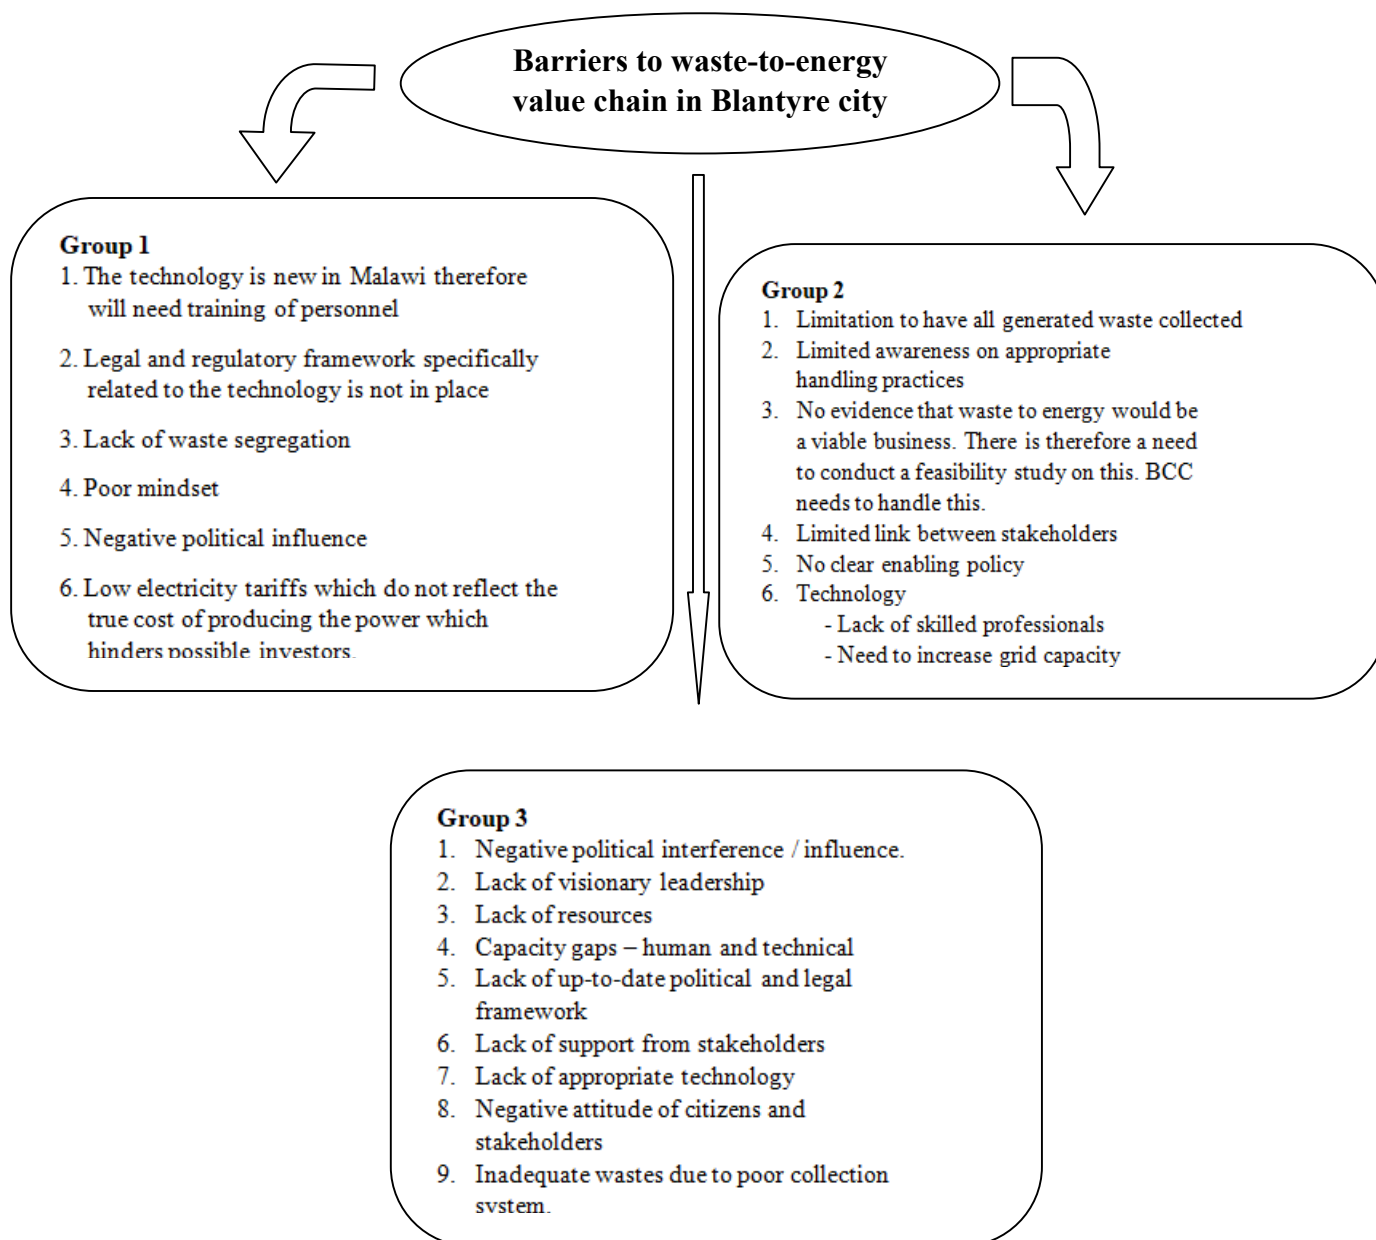 Barriers to waste-to-energy
value chain in Blantyre city
Group 1
1. The technology is new in Malawi therefore
will need training of personnel
2. Legal and regulatory framework specifically
related to the technology is not in place
3. Lack of waste segregation
4. Poor mindset
5. Negative political influence
6. Low electricity tariffs which do not reflect the
true cost of producing the power which
hinders possible investors.
Group 2
1. Limitation to have all generated waste collected
2. Limited awareness on appropriate
handling practices
3. No evidence that waste to energy would be
a viable business. There is therefore a need
to conduct a feasibility study on this. BCC
needs to handle this.
4. Limited link between stakeholders
5. No clear enabling policy
6. Technology
- Lack of skilled professionals
- Need to increase grid capacity
Group 3
1. Negative political interference / influence.
2. Lack of visionary leadership
3. Lack of resources
4. Capacity gaps – human and technical
5. Lack of up-to-date political and legal
framework
6. Lack of support from stakeholders
7. Lack of appropriate technology
8. Negative attitude of citizens and
stakeholders
9. Inadequate wastes due to poor collection
system.